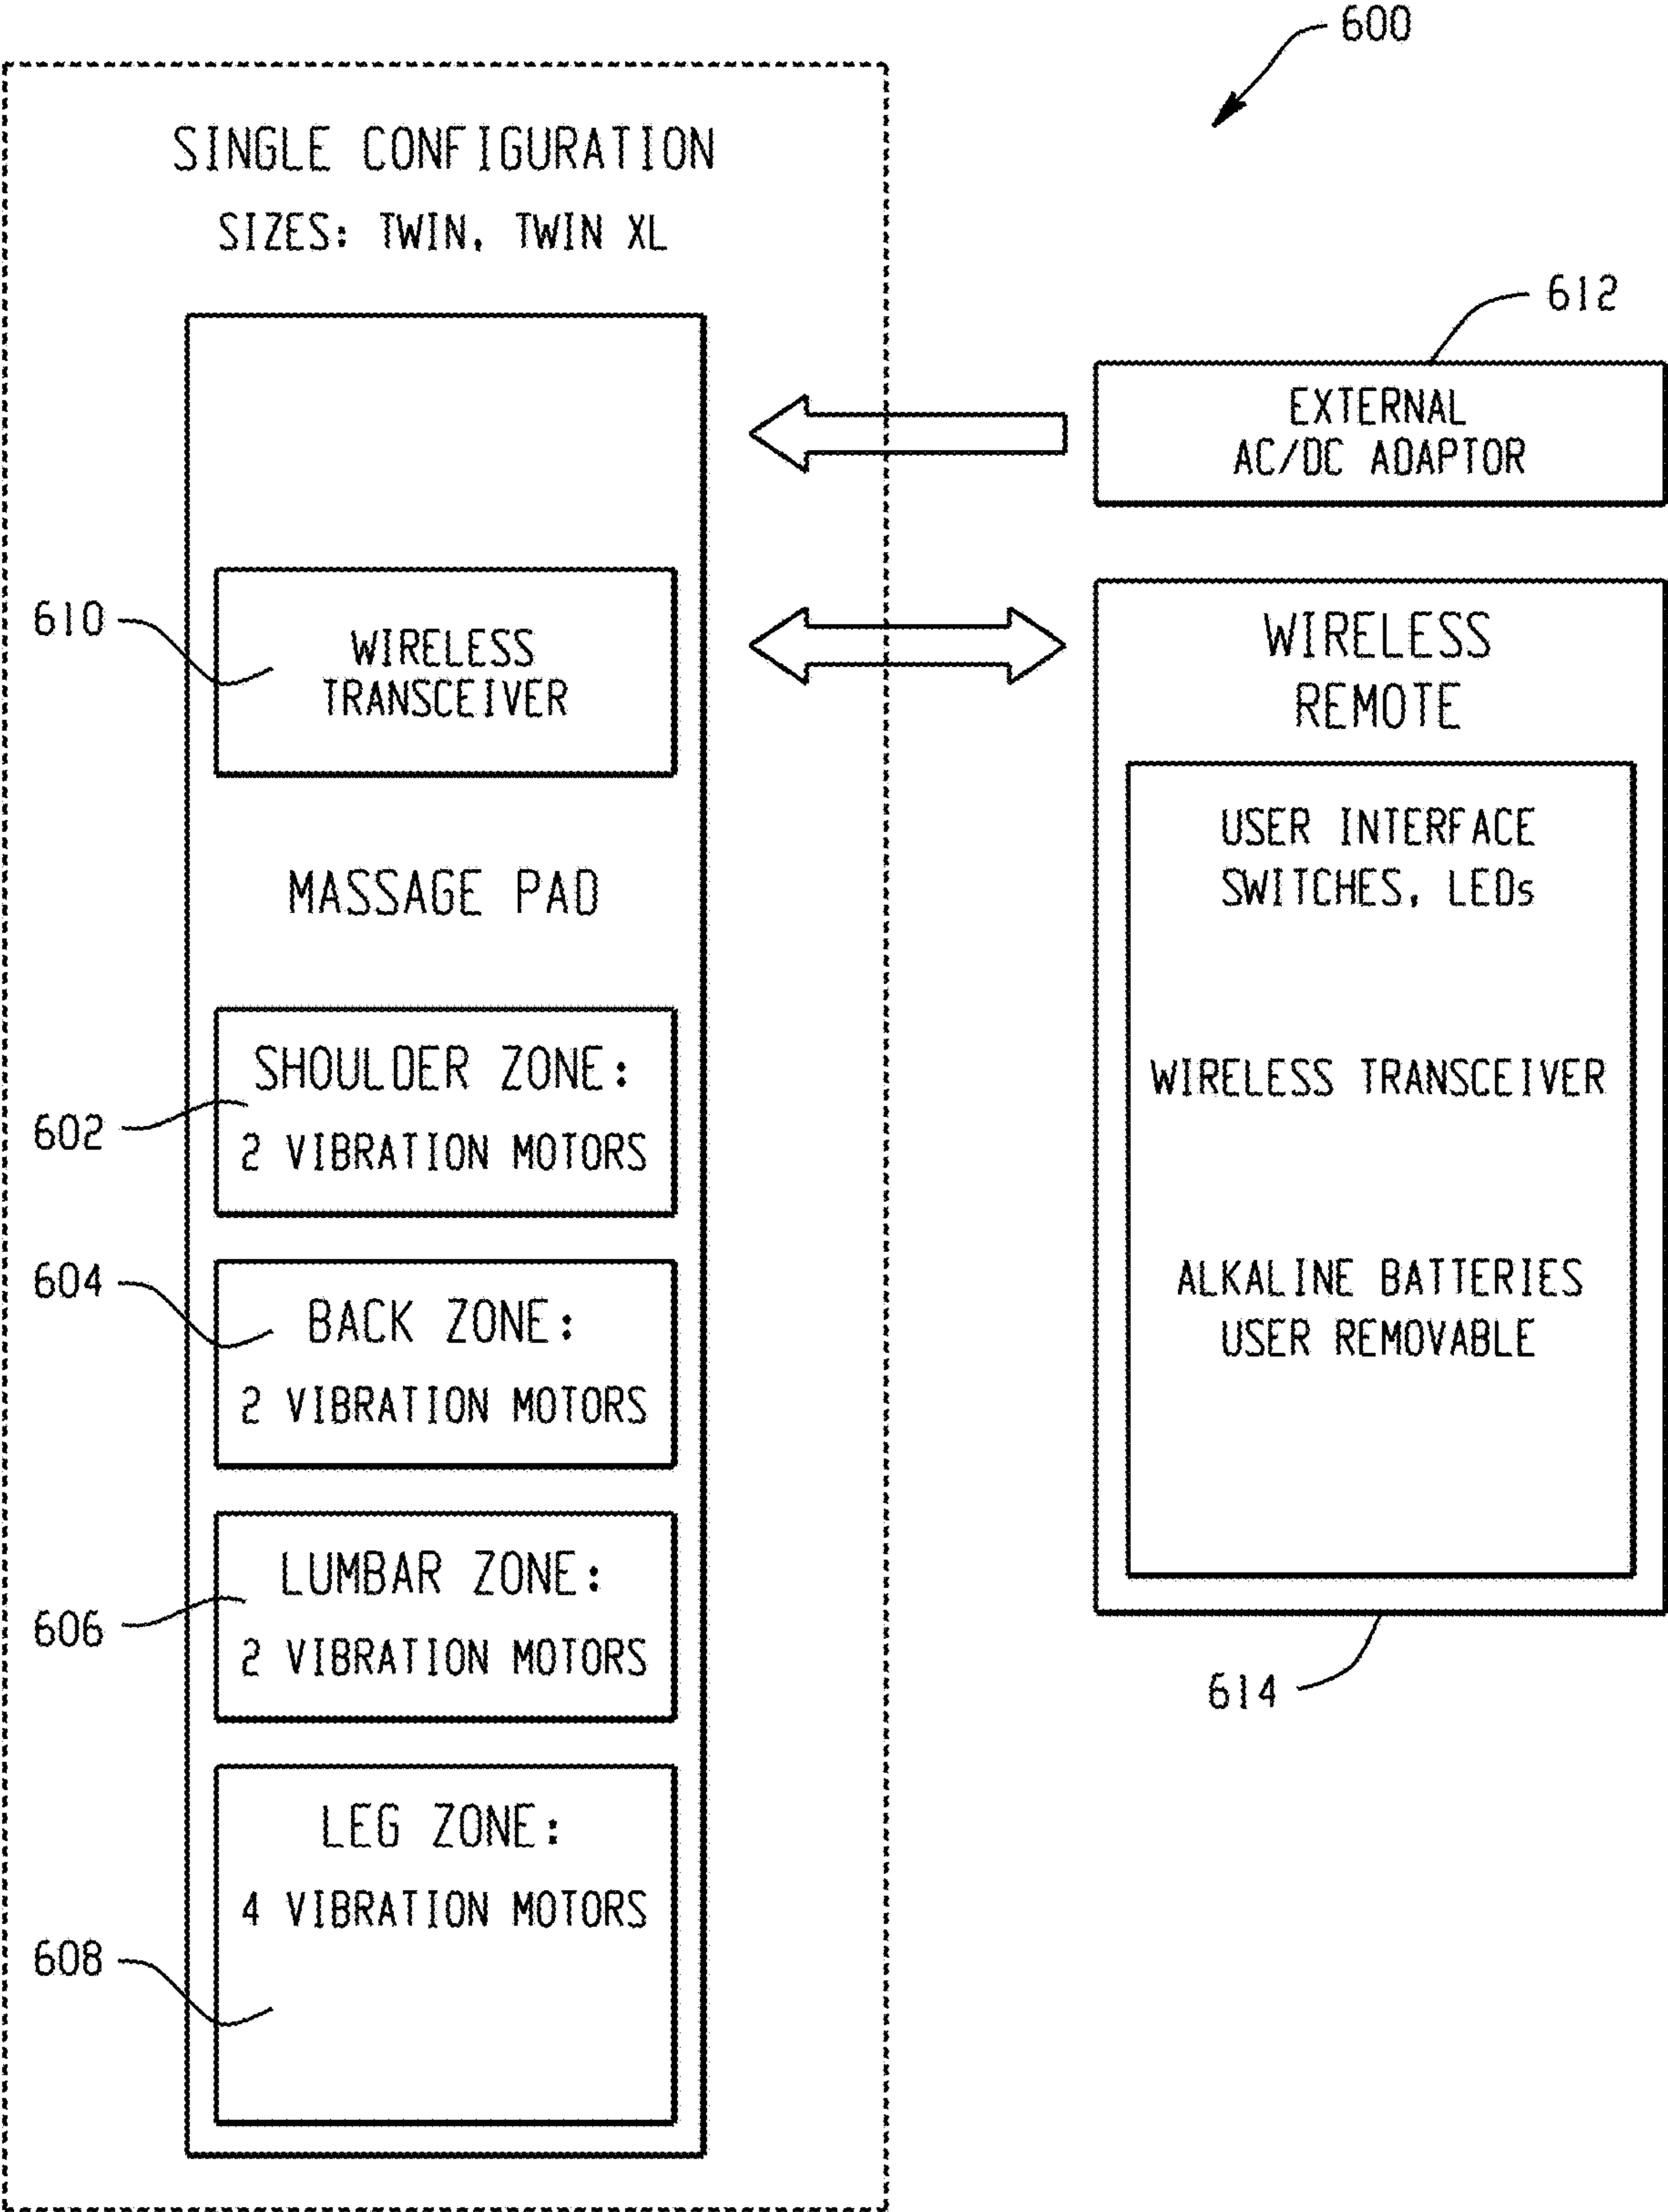 600
SINGLE CONFIGURATION
SIZES: TWIN, TWIN XL
612
EXTERNAL
AC/DC ADAPTOR
610
WIRELESS
TRANSCEIVER
WIRELESS
REMOTE
USER INTERFACE
SWITCHES, LEDs
MASSAGE PAD
SHOULDER ZONE:
602
2 VIBRATION MOTORS
WIRELESS TRANSCEIVER
604
BACK ZONE:
2 VIBRATION MOTORS
ALKALINE BATTERIES
USER REMOVABLE
LUMBAR ZONE:
606
2 VIBRATION MOTORS
614
LEG ZONE:
4 VIBRATION MOTORS
608